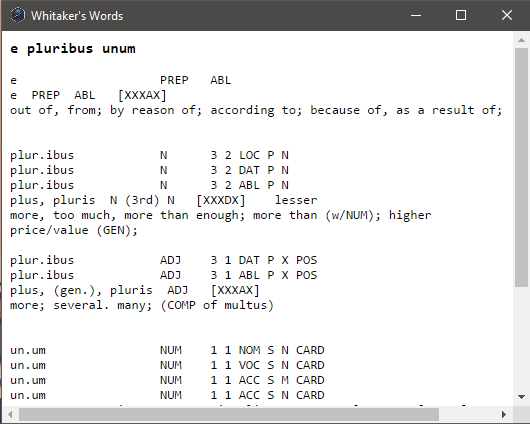 Whitaker's Words
e pluribus unum
e PREP ABL
e PREP ABL [XXXAX]
out of, from; by reason of; according to; because of, as a result of;
plur.ibus N 3 2 LOC P N
plur.ibus N 3 2 DAT P N
plur.ibus N 3 2 ABL P N
plus, pluris N (3rd) N [XXXDX] lesser
more, too much, more than enough; more than (w/NUM); higher
price/value (GEN);
plur.ibus ADJ 3 1 DAT P X POS
plur.ibus ADJ 3 1 ABL P X POS
plus, (gen.), pluris ADJ [XXXAX]
more; several. many; (COMP of multus)
un.um NUM 1 1 NOM S N CARD
un.um NUM 1 1 VOC S N CARD
un.um NUM 1 1 ACC S M CARD
un.um NUM 1 1 ACC S N CARD